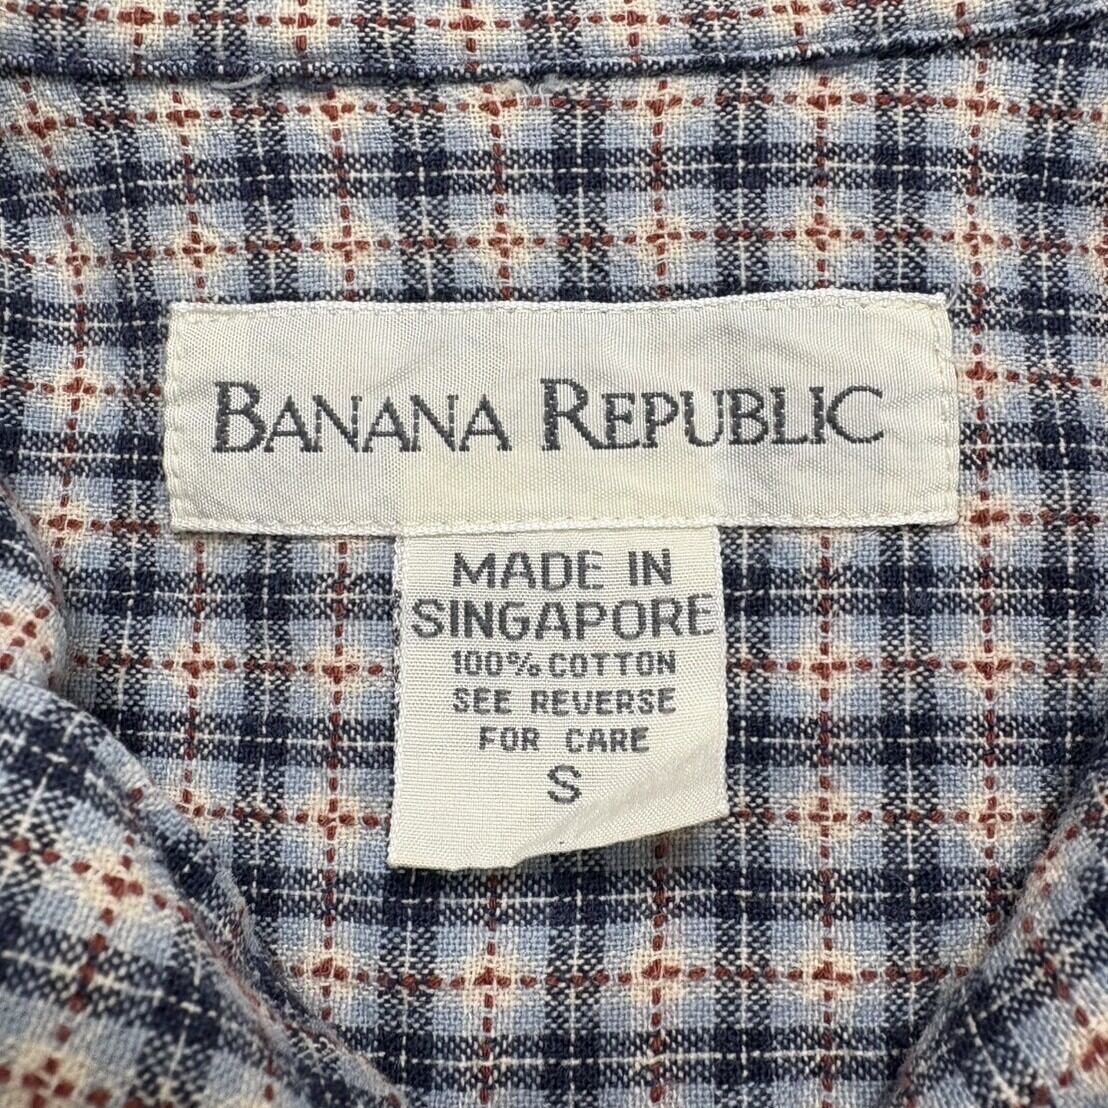 BANANA REPUBLIC
MADE IN
SINGAPORE
100% COTTON
SEE REVERSE
FOR CARE
S